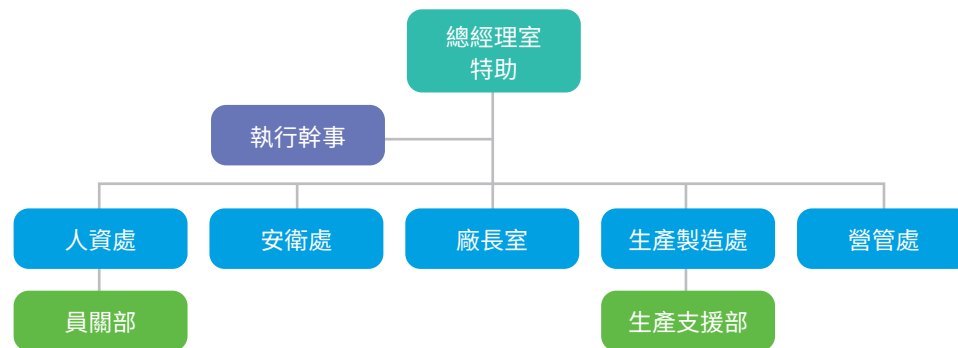 總經理室
特助
執行幹事
人資處
安衛處
廠長室
生產製造處
營管處
員關部
生產支援部